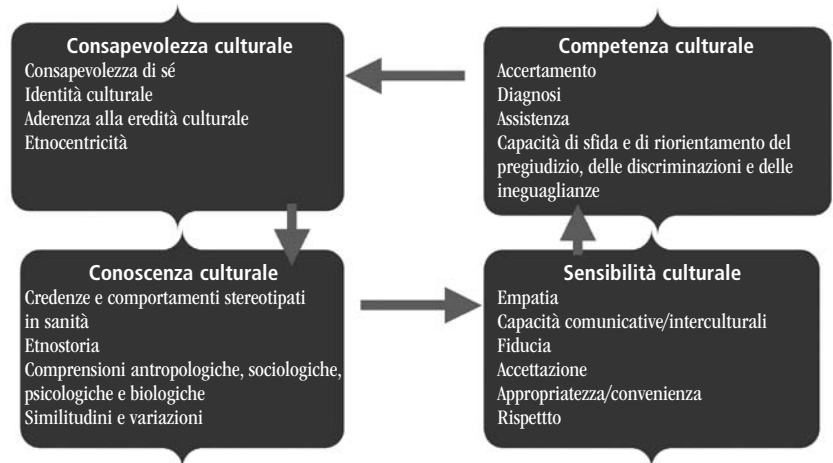 Consapevolezza culturale
Consapevolezza di sé
Identità culturale
Aderenza alla eredità culturale
Etnocentricità
Competenza culturale
Accertamento
Diagnosi
Assistenza
Capacità di sfida e di riorientamento del
pregiudizio, delle discriminazioni e delle
ineguaglianze
Conoscenza culturale
Credenze e comportamenti stereotipati
in sanità
Etnostoria
Comprensioni antropologiche, sociologiche,
psicologiche e biologiche
Similitudini e variazioni
Sensibilità culturale
Empatia
Capacità comunicative/interculturali
Fiducia
Accettazione
Appropriatezza/convenienza
Rispettto